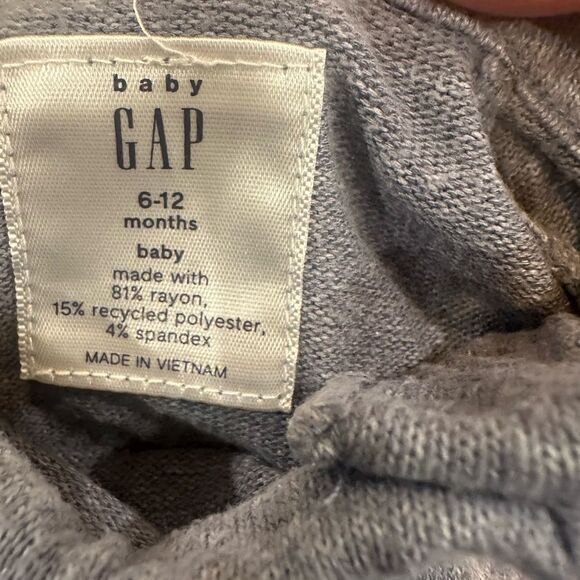 baby
GAP
6-12
months
baby
made with
81% rayon,
15% recycled polyester,
4% spandex
MADE IN VIETNAM